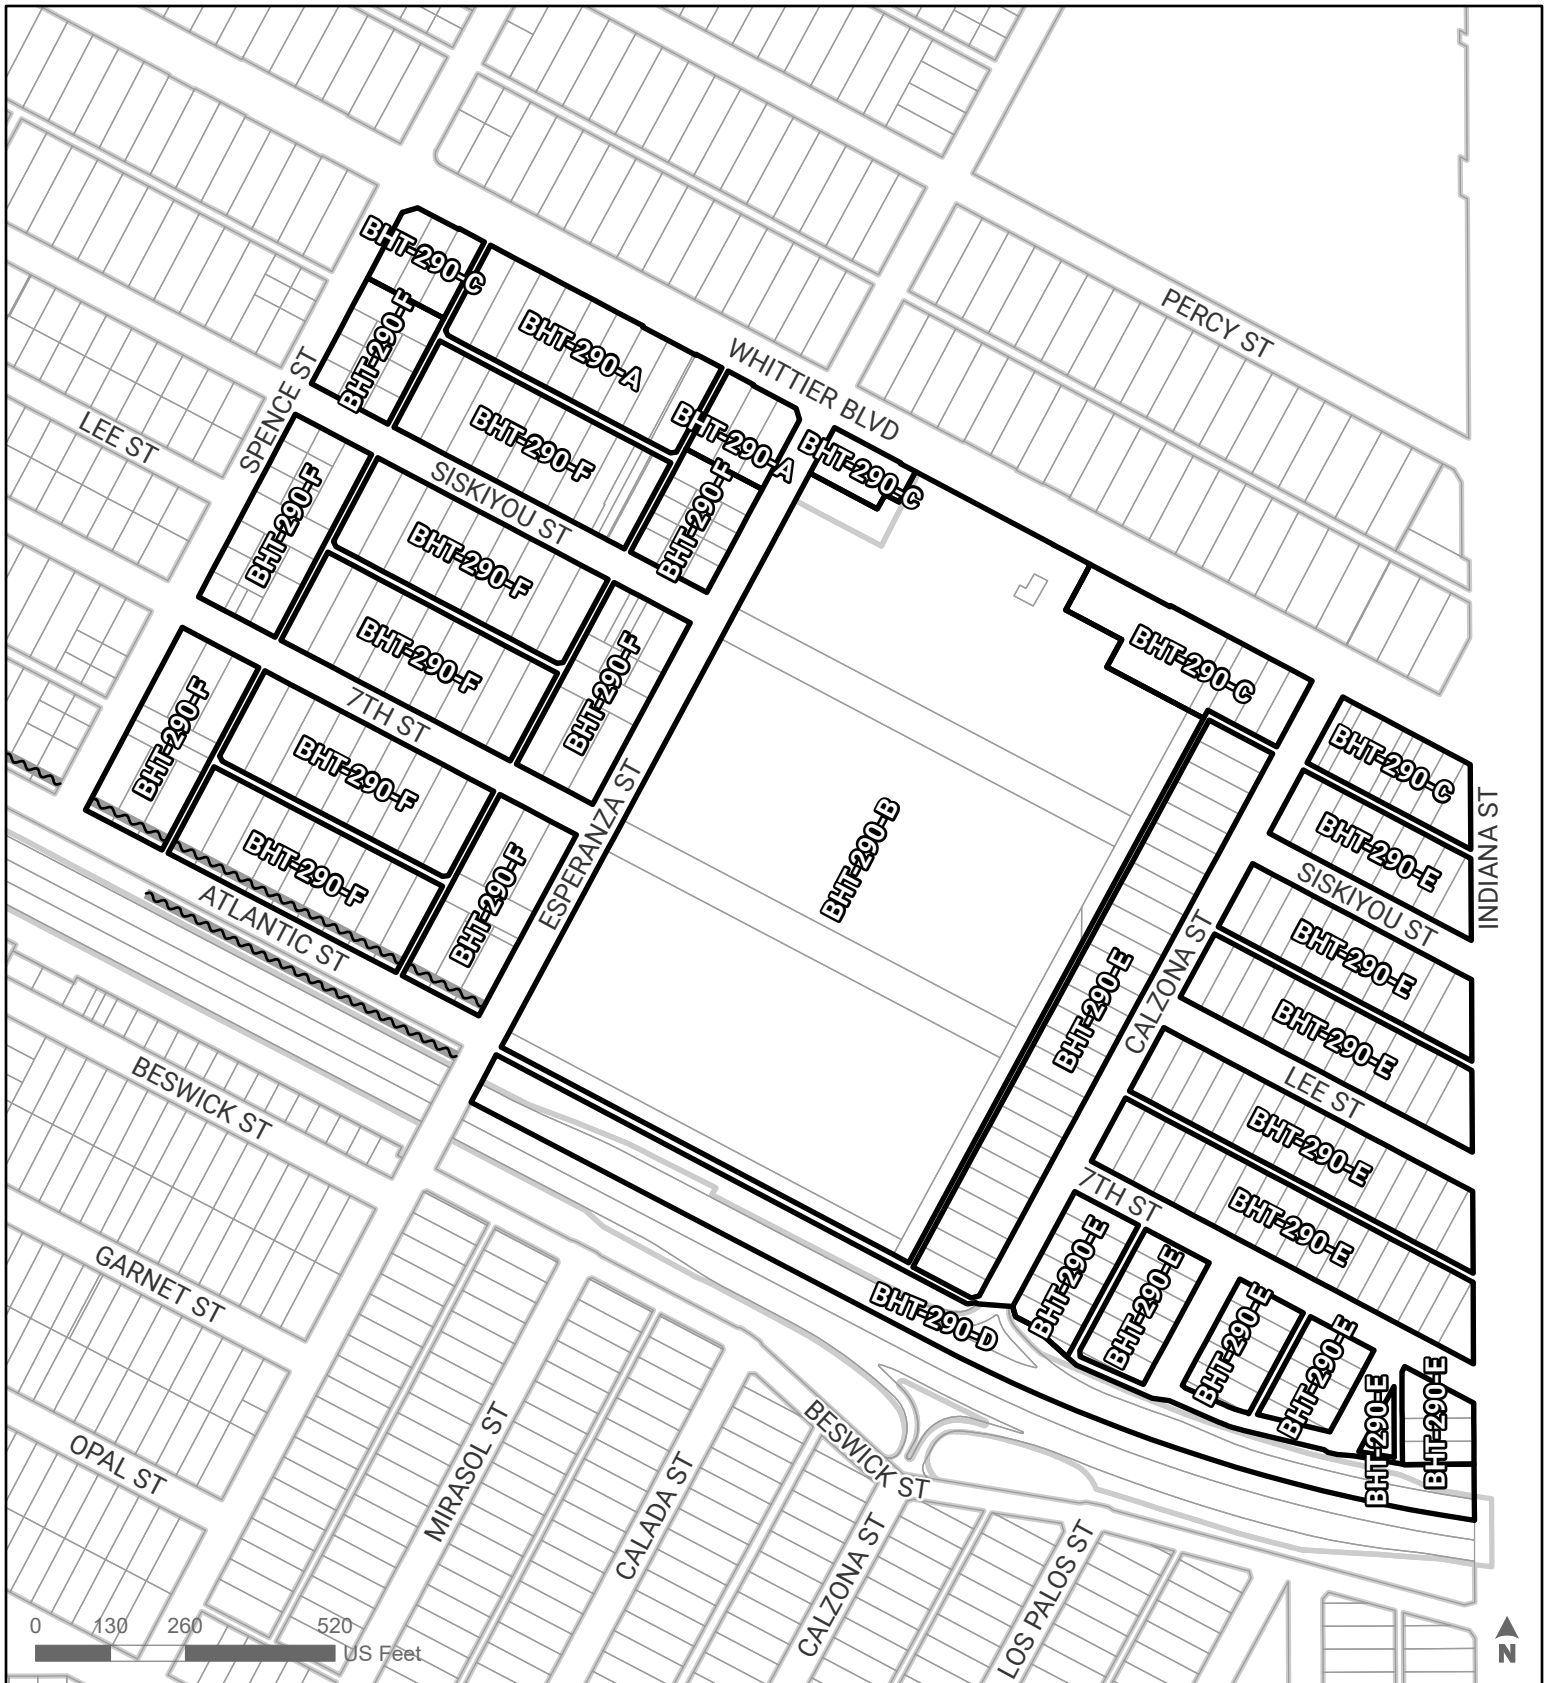 BHT-290-C
BHT-290-F
BHT-290-A
BHT-290-F
WHITTIER BLVD
PERCY ST
BHT-290-A
BHT-290-F
BHT-290-C
SPENCE ST
LEE ST
SISKIYOU ST
BHT-290-F
BHT-290-F
BHT-290-F
BHT-290-F
7TH ST
BHT-290-C
BHT-290-F
BHT-290-F
BHT-290-F
BHT-290-F
ATLANTIC ST
ESPERANZA ST
BHT-290-B
BHT-290-C
BHT-290-E
INDIANA ST
SISKIYOU ST
BHT-290-E
BHT-290-E
CALZONA ST
BHT-290-E
LEE ST
BHT-290-E
BHT-290-E
7TH ST
BESWICK ST
GARNET ST
BHT-290-E
BHT-290-E
BHT-290-D
BHT-290-E
BHT-290-E
BHT-290-E
BHT-290-E
OPAL ST
MIRASOL ST
CALADA ST
BESWICK ST
CALZONA ST
LOS PALOS ST
0 130 260 520
US Feet
N